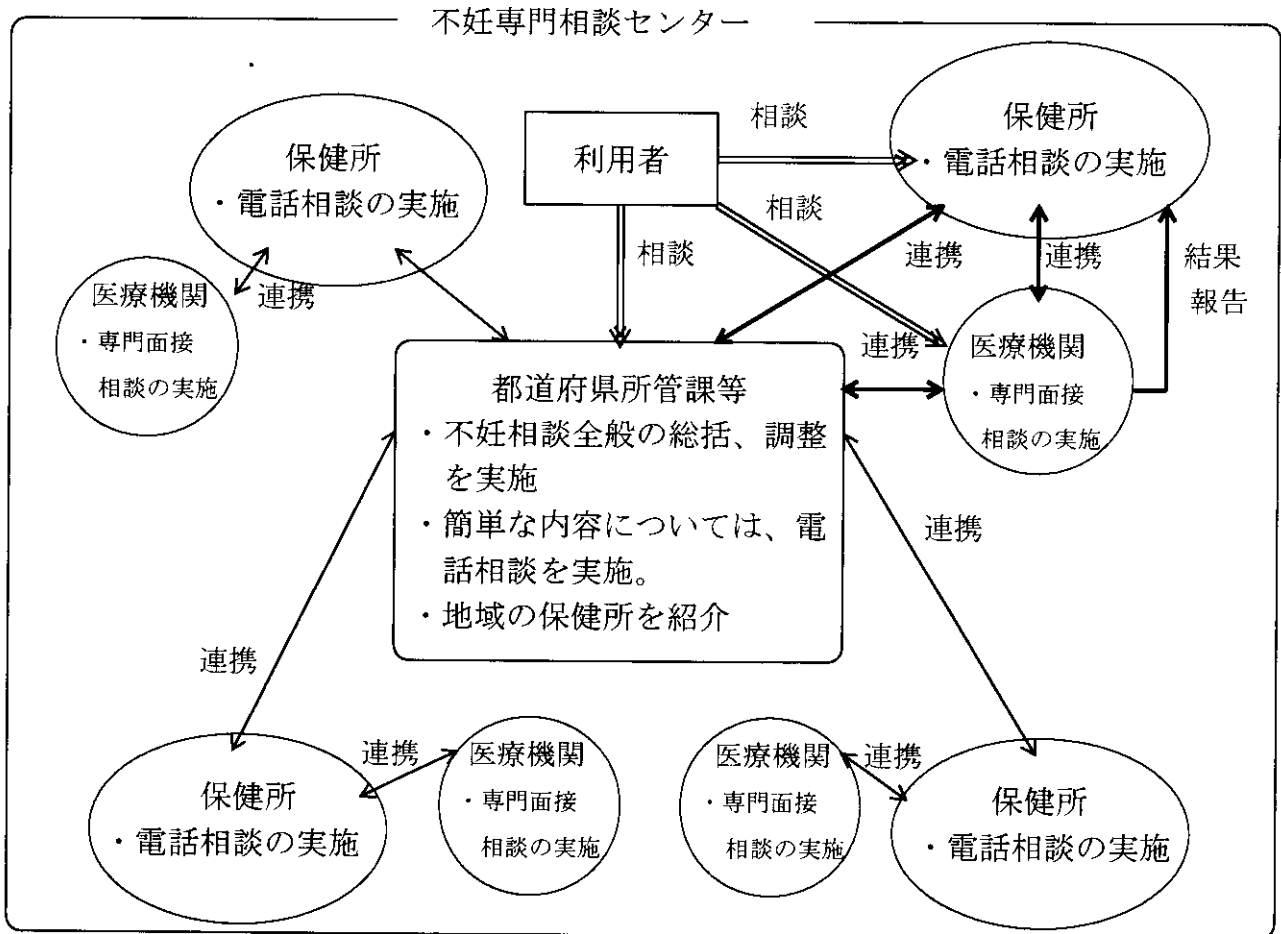 不妊専門相談センター
保健所
・電話相談の実施
医療機関
・専門面接
相談の実施
連携
利用者
相談
相談
相談
保健所
・電話相談の実施
連携
連携
結果
報告
連携
医療機関
・専門面接
相談の実施
都道府県所管課等
・不妊相談全般の総括、調整
を実施
・簡単な内容については、電
話相談を実施。
・地域の保健所を紹介
連携
連携
保健所
・電話相談の実施
連携
医療機関
・専門面接
相談の実施
医療機関
・専門面接
相談の実施
連携
保健所
・電話相談の実施